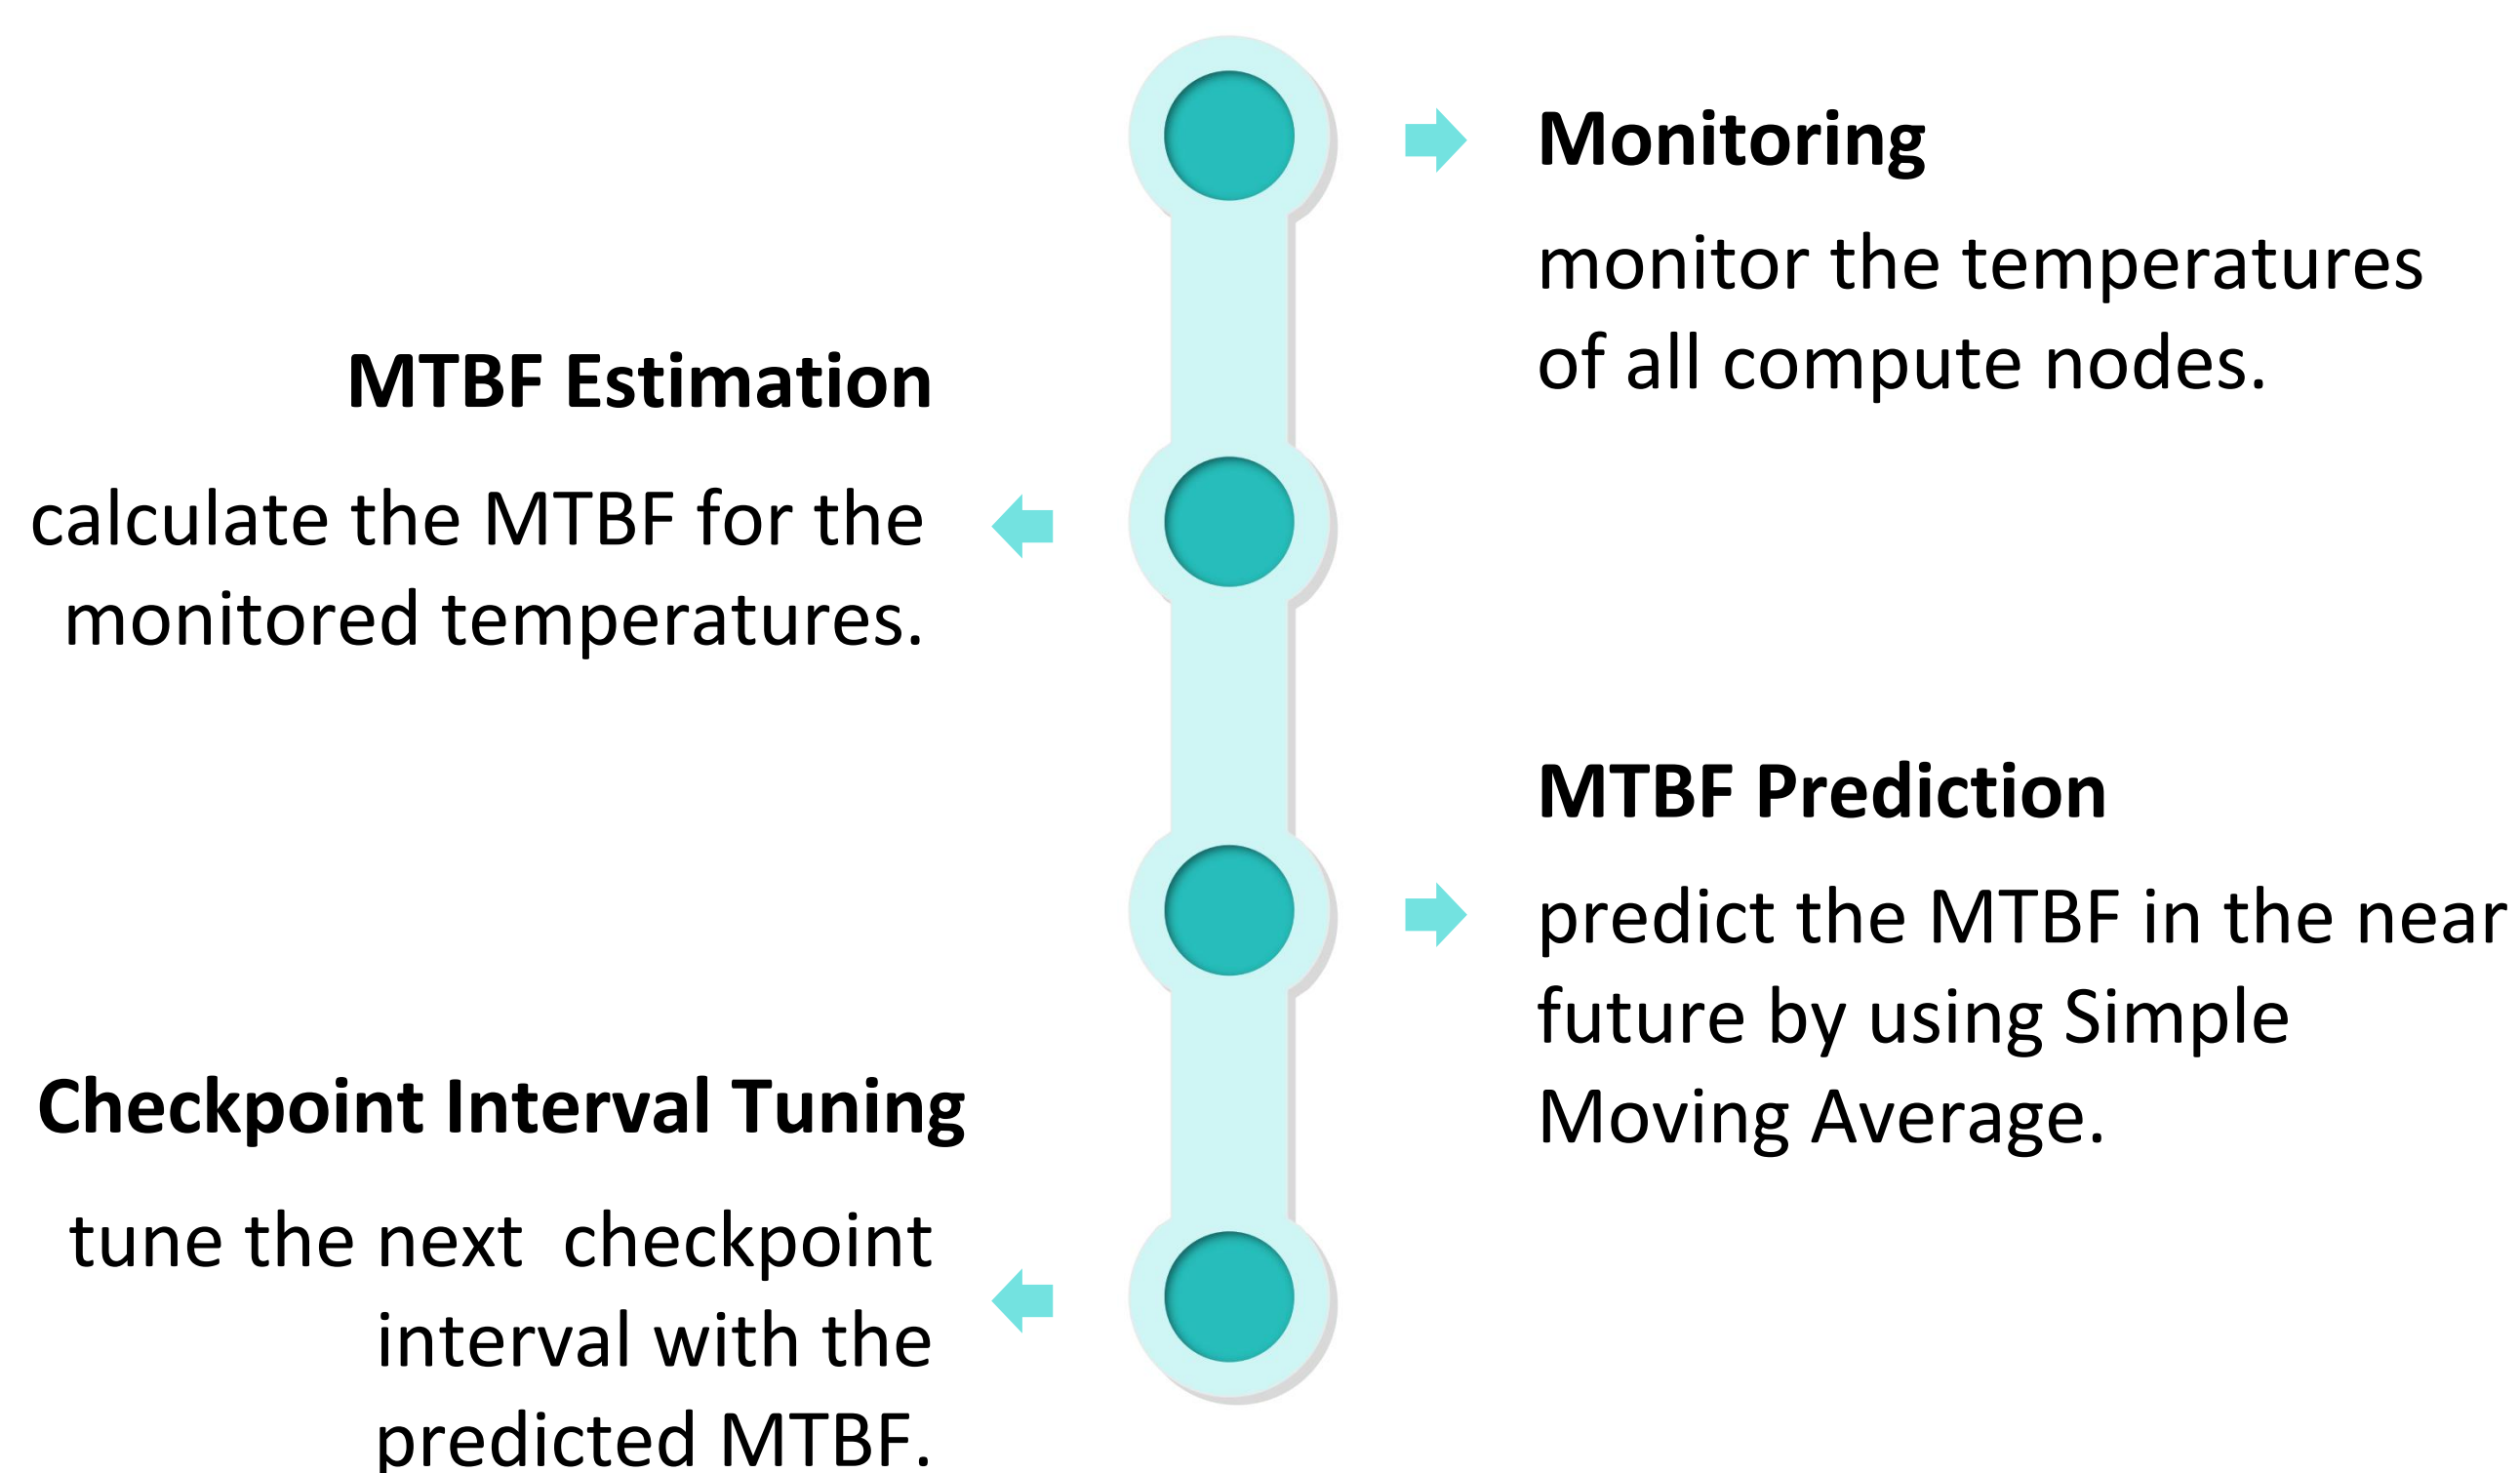 Monitoring
monitor the temperatures
of all compute nodes.
MTBF Estimation
calculate the MTBF for the
monitored temperatures.
MTBF Prediction
predict the MTBF in the near
future by using Simple
Moving Average.
Checkpoint Interval Tuning
tune the next  checkpoint
interval with the
predicted MTBF.